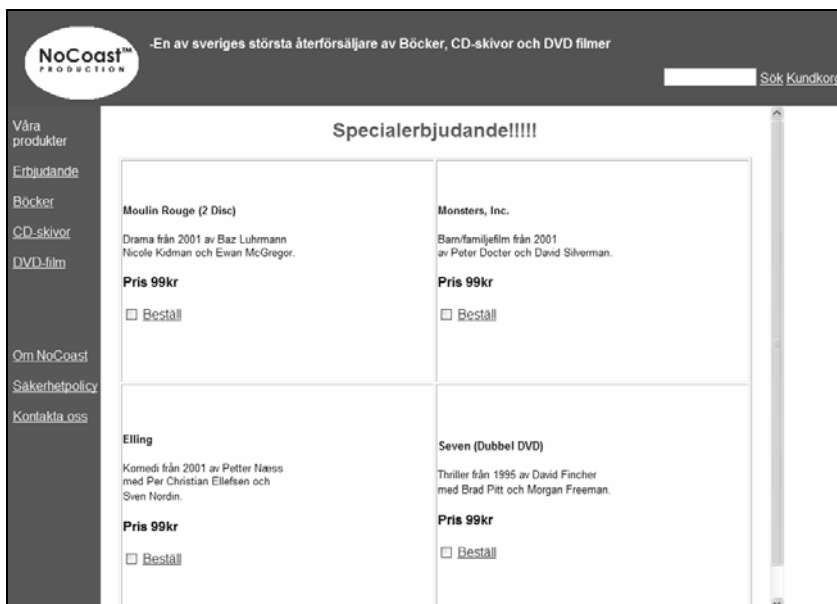 NoCoast™
PRODUCTION
-En av sveriges största återförsäljare av Böcker, CD-skivor och DVD filmer
Sök Kundkorg
Våra
produkter
Erbjudande
Böcker
CD-skivor
DVD-film
Om NoCoast
Säkerhetpolicy
Kontakta oss
Specialerbjudande!!!!!
Moulin Rouge (2 Disc)
Drama från 2001 av Baz Luhrmann
Nicole Kidman och Ewan McGregor.
Pris 99kr
Beställ
Monsters, Inc.
Barn/familjefilm från 2001
av Peter Docter och David Silverman.
Pris 99kr
Beställ
Elling
Komedi från 2001 av Petter Næss
med Per Christian Ellefsen och
Sven Nordin.
Pris 99kr
Beställ
Seven (Dubbel DVD)
Thriller från 1995 av David Fincher
med Brad Pitt och Morgan Freeman.
Pris 99kr
Beställ